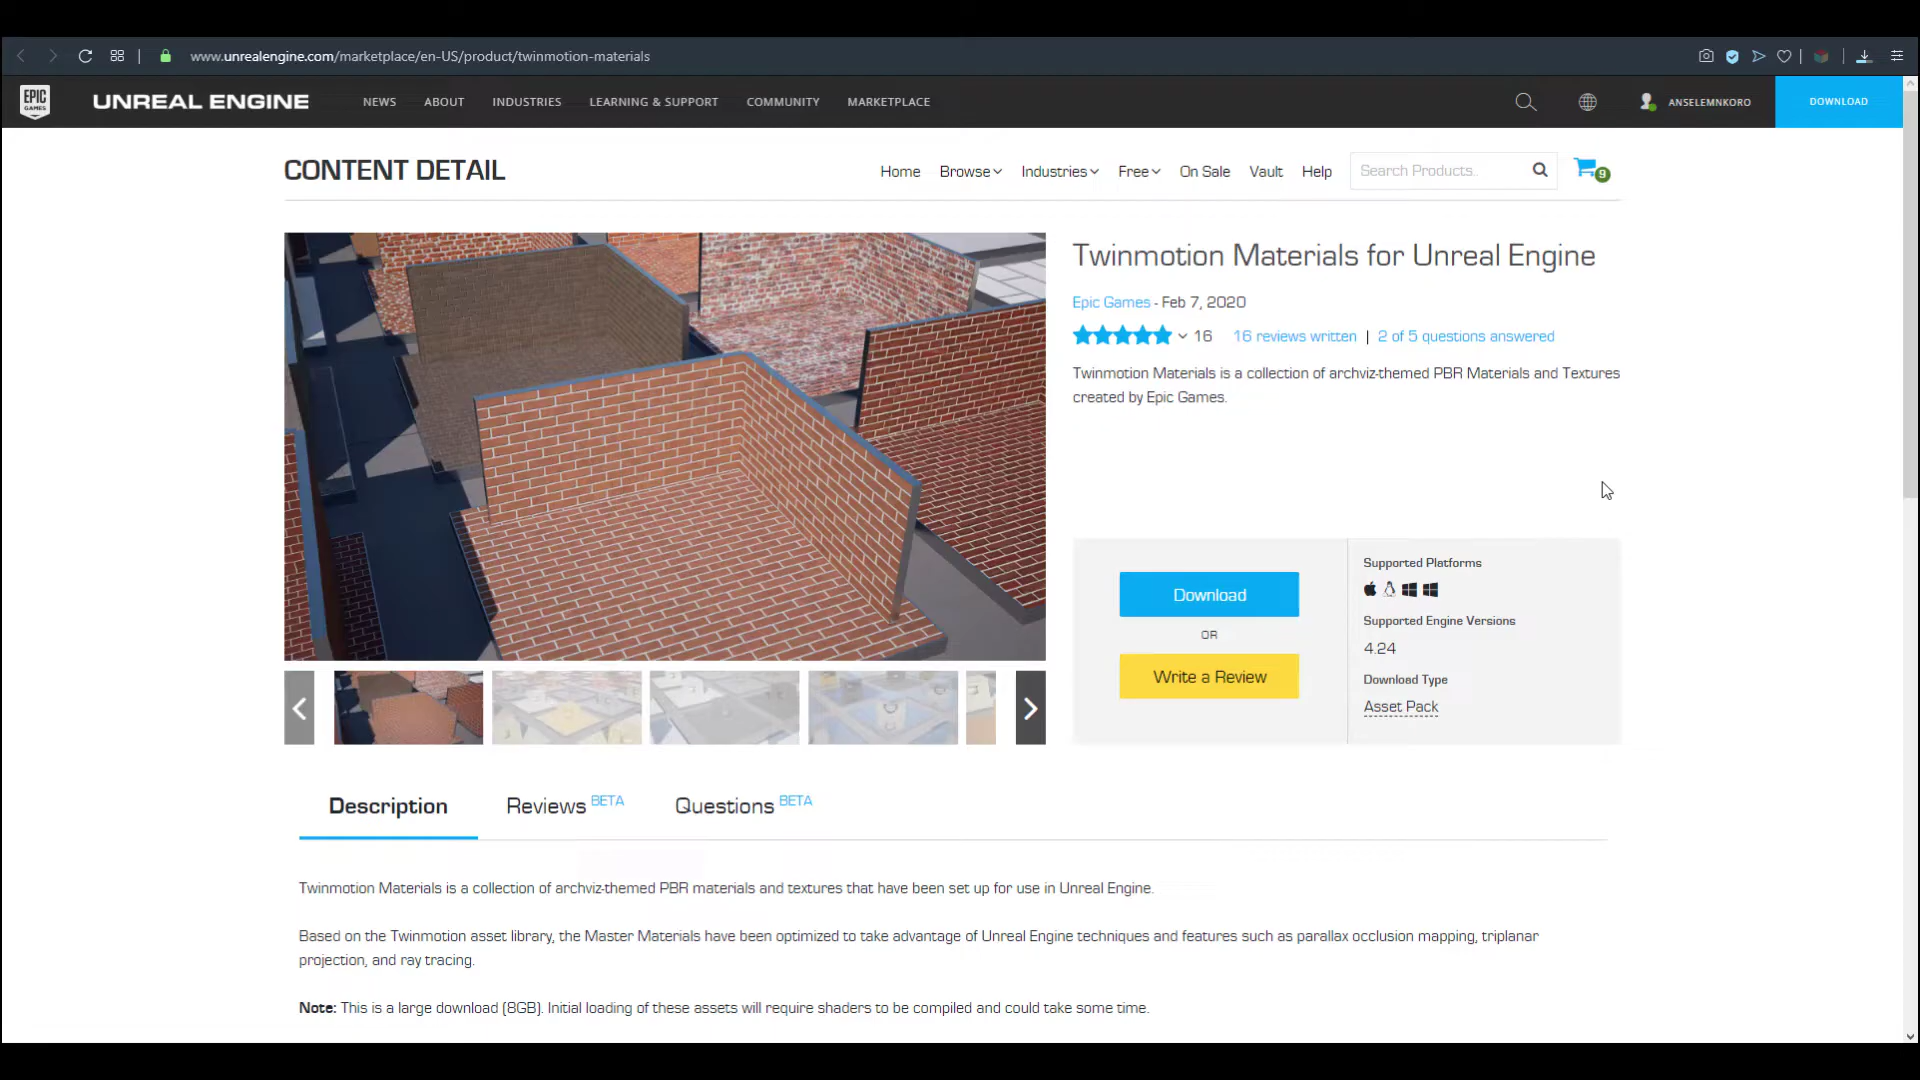 www.unrealengine.com/marketplace/en-US/product/twinmotion-materials
EPIC GAMES
UNREAL ENGINE
NEWS
ABOUT
INDUSTRIES
LEARNING & SUPPORT
COMMUNITY
MARKETPLACE
ANSELEMNKORO
DOWNLOAD
CONTENT DETAIL
Home
Browse
Industries
Free
On Sale
Vault
Help
Search Products..
9
Twinmotion Materials for Unreal Engine
Epic Games - Feb 7, 2020
16
16 reviews written | 2 of 5 questions answered
Twinmotion Materials is a collection of archviz-themed PBR Materials and Textures
created by Epic Games.
Download
OR
Write a Review
Supported Platforms
Supported Engine Versions
4.24
Download Type
Asset Pack
Description
Reviews BETA
Questions BETA
Twinmotion Materials is a collection of archviz-themed PBR materials and textures that have been set up for use in Unreal Engine.
Based on the Twinmotion asset library, the Master Materials have been optimized to take advantage of Unreal Engine techniques and features such as parallax occlusion mapping, triplanar
projection, and ray tracing.
Note: This is a large download (8GB). Initial loading of these assets will require shaders to be compiled and could take some time.